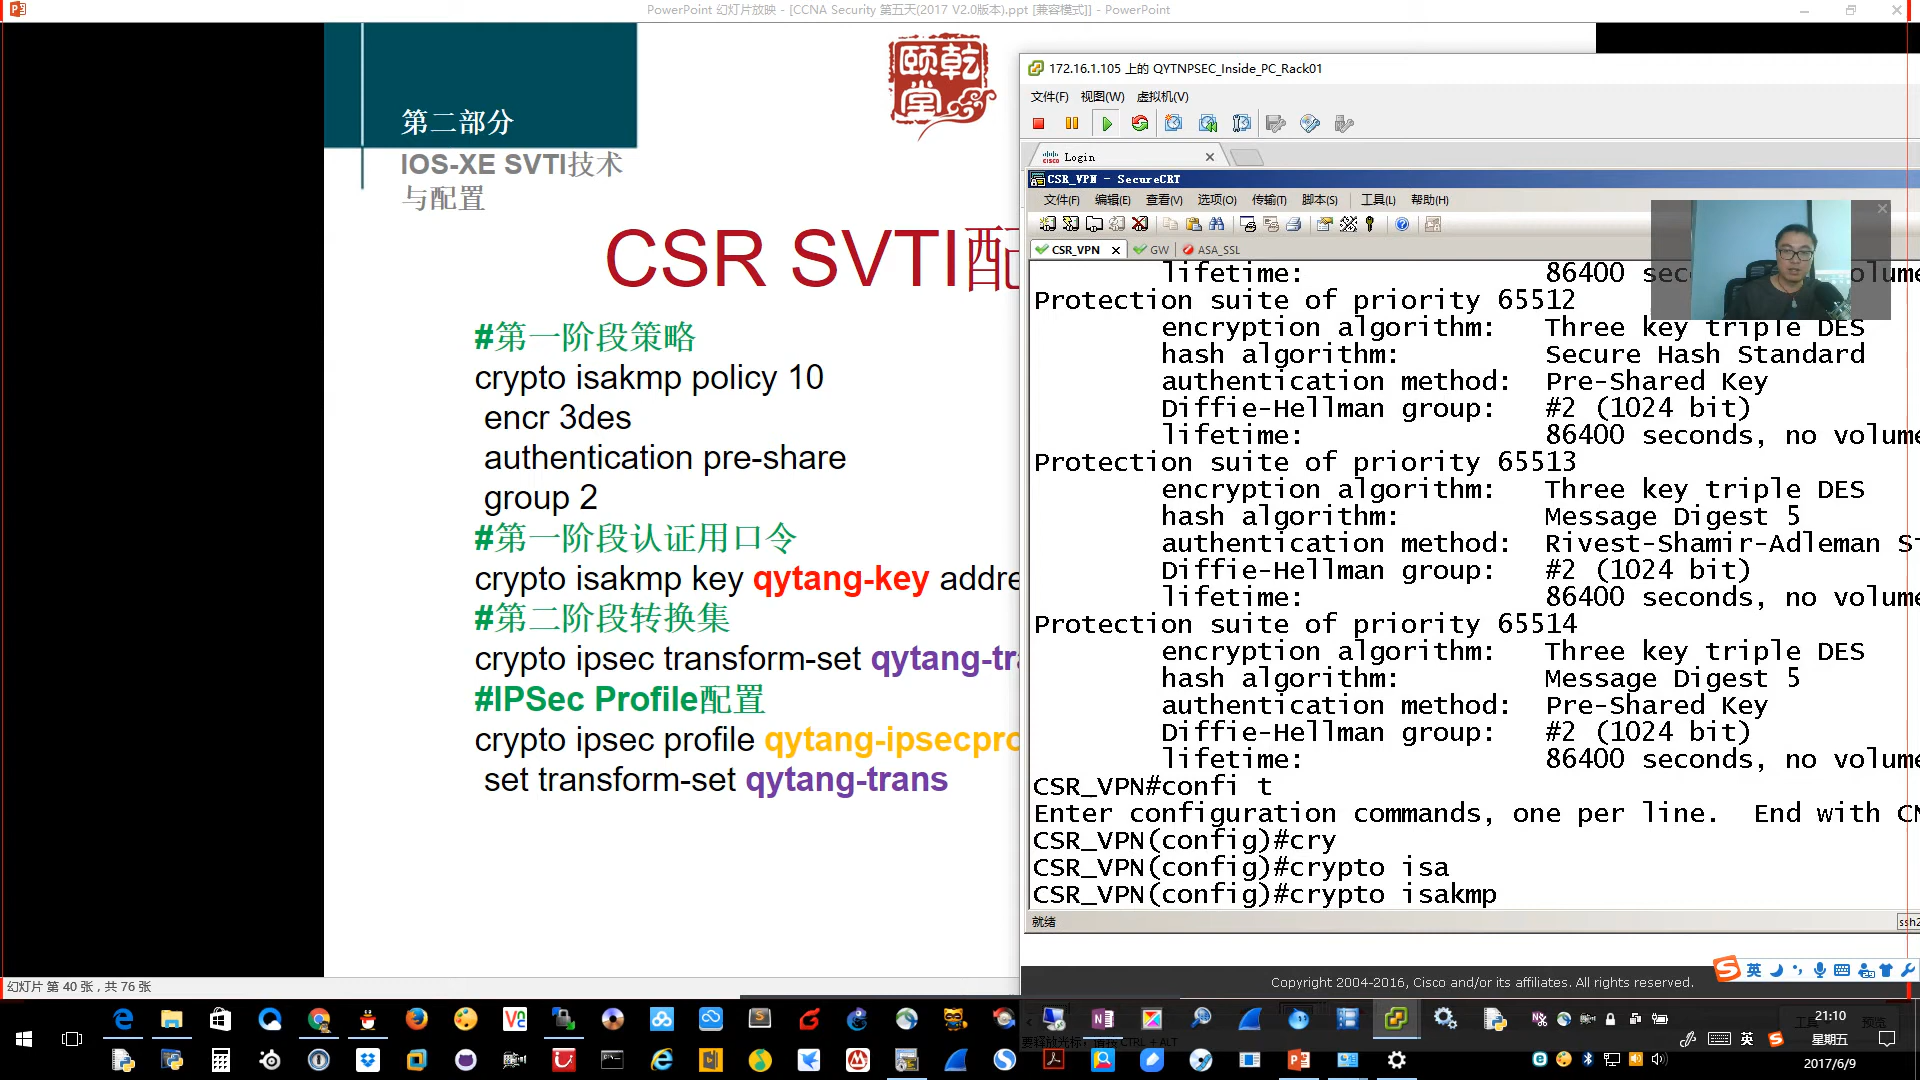 PowerPoint 幻灯片放映 - [CCNA Security 第五天(2017 V2.0版本).ppt [兼容模式]] - PowerPoint
第二部分
IOS-XE SVTI技术
与配置
颐乾堂
CSR SVTI配
#第一阶段策略
crypto isakmp policy 10
encr 3des
authentication pre-share
group 2
#第一阶段认证用口令
crypto isakmp key qytang-key addre
#第二阶段转换集
crypto ipsec transform-set qytang-tra
#IPSec Profile配置
crypto ipsec profile qytang-ipsecpro
set transform-set qytang-trans
172.16.1.105 上的 QYTNPSEC_Inside_PC_Rack01
文件(F) 视图(W) 虚拟机(V)
Login
CSR_VPN - SecureCRT
文件(F) 编辑(E) 查看(V) 选项(O) 传输(T) 脚本(S) 工具(L) 帮助(H)
CSR_VPN GW ASA_SSL
lifetime: 86400 sec volume
Protection suite of priority 65512
encryption algorithm: Three key triple DES
hash algorithm: Secure Hash Standard
authentication method: Pre-Shared Key
Diffie-Hellman group: #2 (1024 bit)
lifetime: 86400 seconds, no volume
Protection suite of priority 65513
encryption algorithm: Three key triple DES
hash algorithm: Message Digest 5
authentication method: Rivest-Shamir-Adleman S
Diffie-Hellman group: #2 (1024 bit)
lifetime: 86400 seconds, no volume
Protection suite of priority 65514
encryption algorithm: Three key triple DES
hash algorithm: Message Digest 5
authentication method: Pre-Shared Key
Diffie-Hellman group: #2 (1024 bit)
lifetime: 86400 seconds, no volume
CSR_VPN#confi t
Enter configuration commands, one per line. End with CN
CSR_VPN(config)#cry
CSR_VPN(config)#crypto isa
CSR_VPN(config)#crypto isakmp
就绪
ssh2
Copyright 2004-2016, Cisco and/or its affiliates. All rights reserved.
英
幻灯片 第 40 张，共 76 张
英
21:10
星期五
2017/6/9